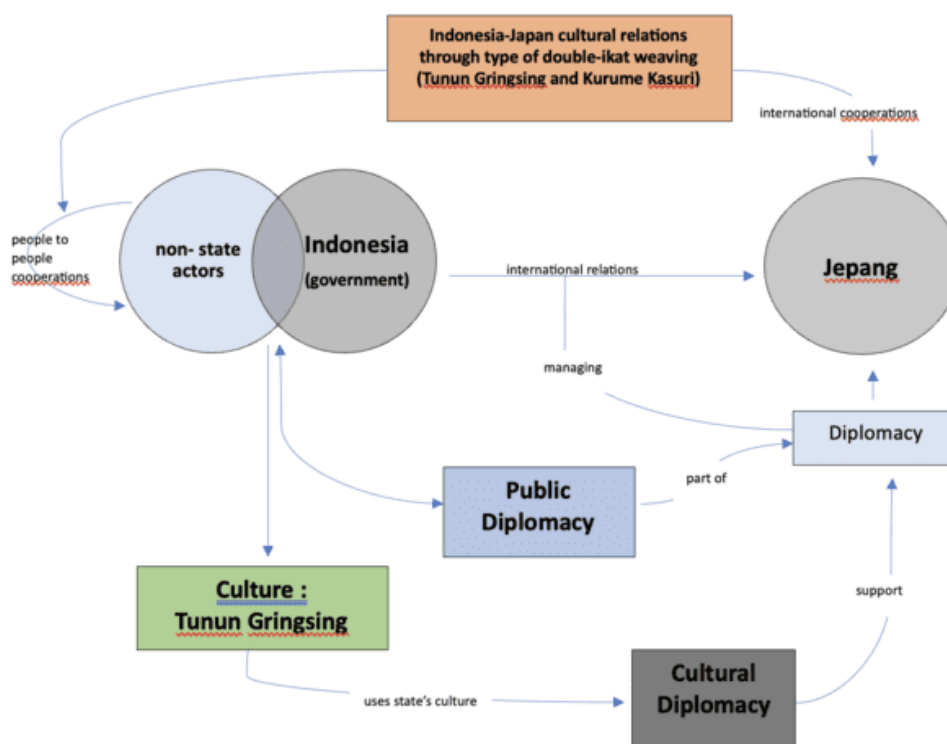 Indonesia-Japan cultural relations
through type of double-ikat weaving
(Tunun Gringsing and Kurume Kasuri)
international cooperations
people to
people
cooperations
non- state
actors
Indonesia
(government)
international relations
Jepang
managing
Diplomacy
Public
Diplomacy
part of
Culture :
Tunun Gringsing
support
uses state's culture
Cultural
Diplomacy